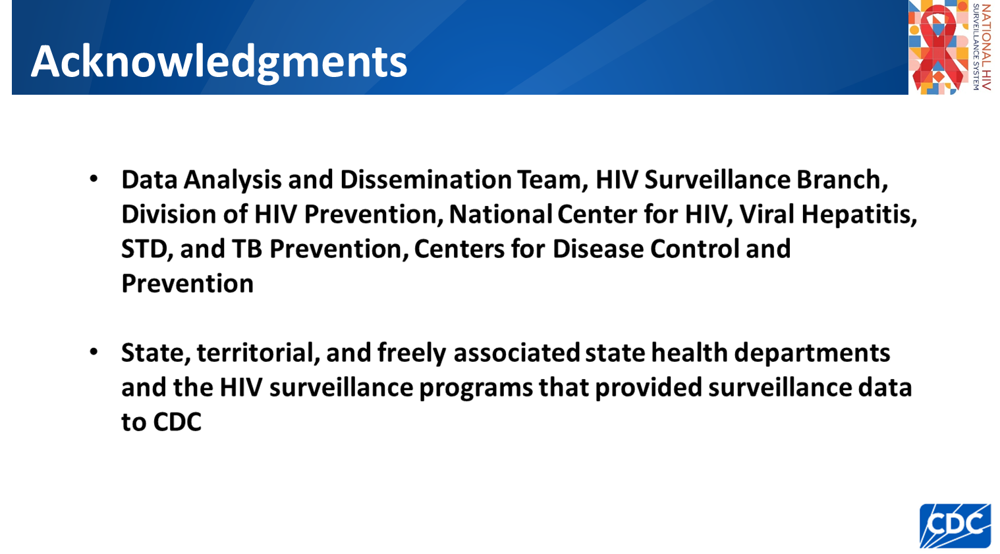 Acknowledgments
NATIONAL HIV
SURVEILLANCE SYSTEM
• Data Analysis and Dissemination Team, HIV Surveillance Branch,
Division of HIV Prevention, National Center for HIV, Viral Hepatitis,
STD, and TB Prevention, Centers for Disease Control and
Prevention
• State, territorial, and freely associated state health departments
and the HIV surveillance programs that provided surveillance data
to CDC
CDC